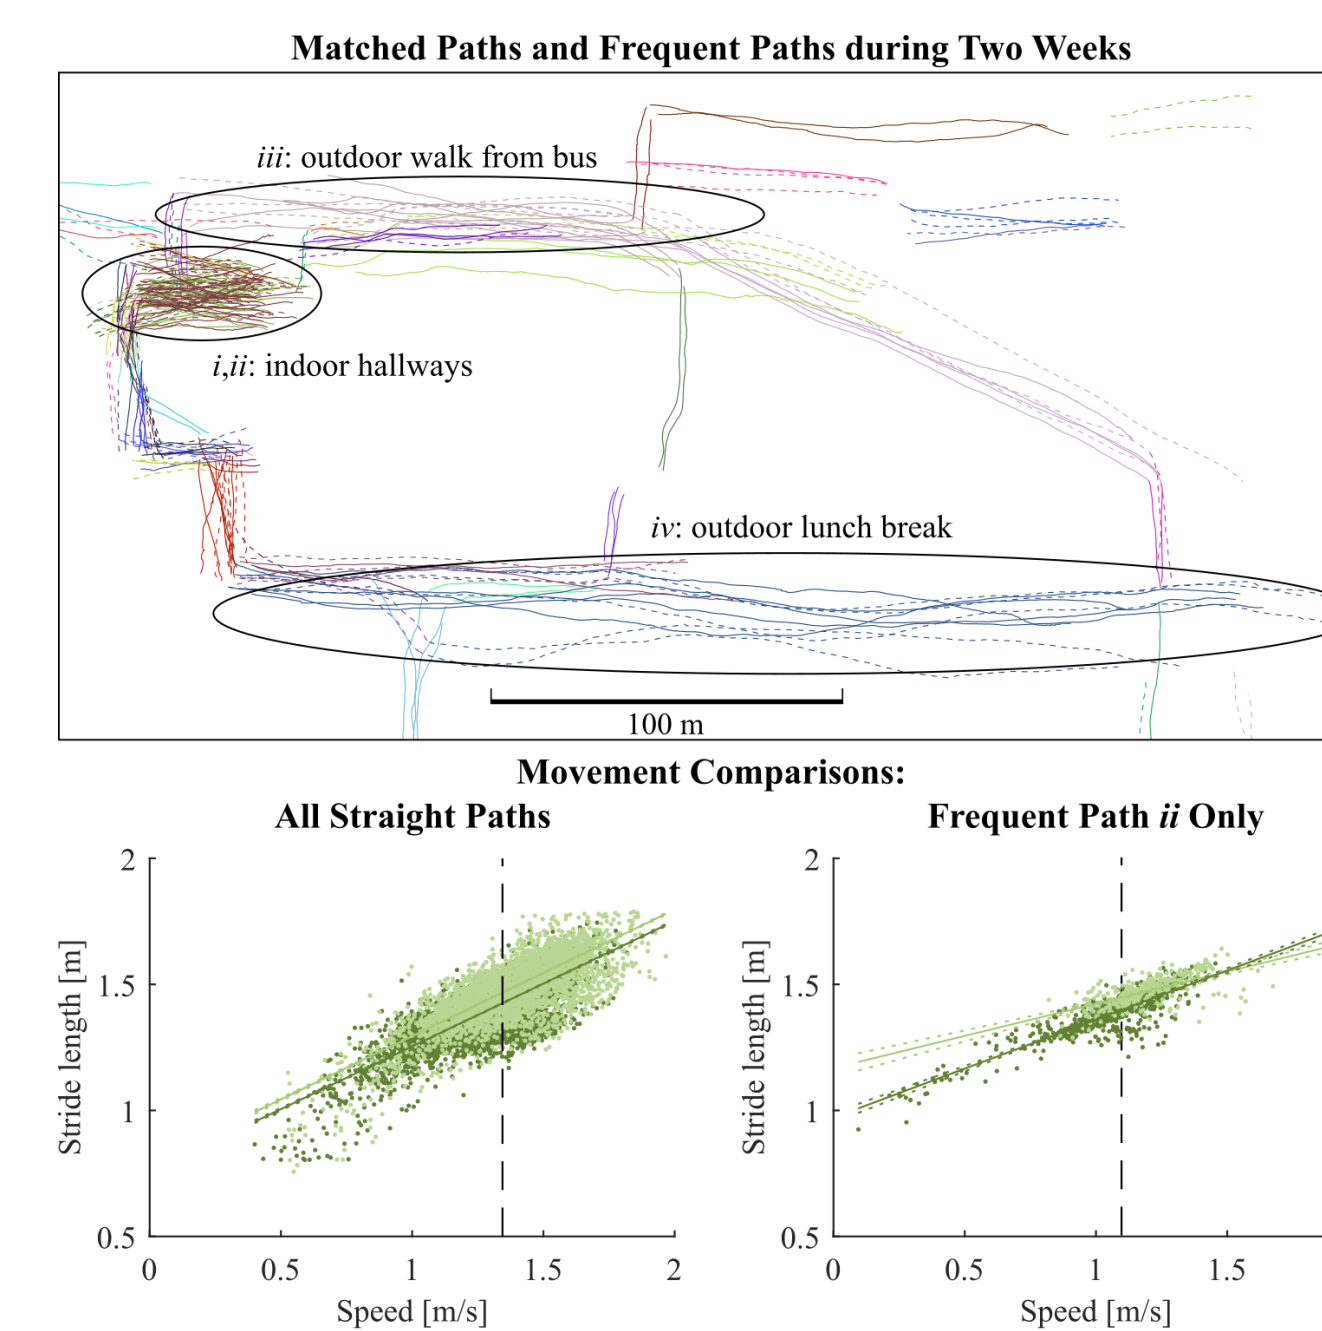 Matched Paths and Frequent Paths during Two Weeks
iii: outdoor walk from bus
i,ii: indoor hallways
iv: outdoor lunch break
100 m
Movement Comparisons:
All Straight Paths
2
1.5
1
0.5
Stride length [m]
0 0.5 1 1.5 2
Speed [m/s]
Frequent Path ii Only
2
1.5
1
0.5
Stride length [m]
0 0.5 1 1.5
Speed [m/s]